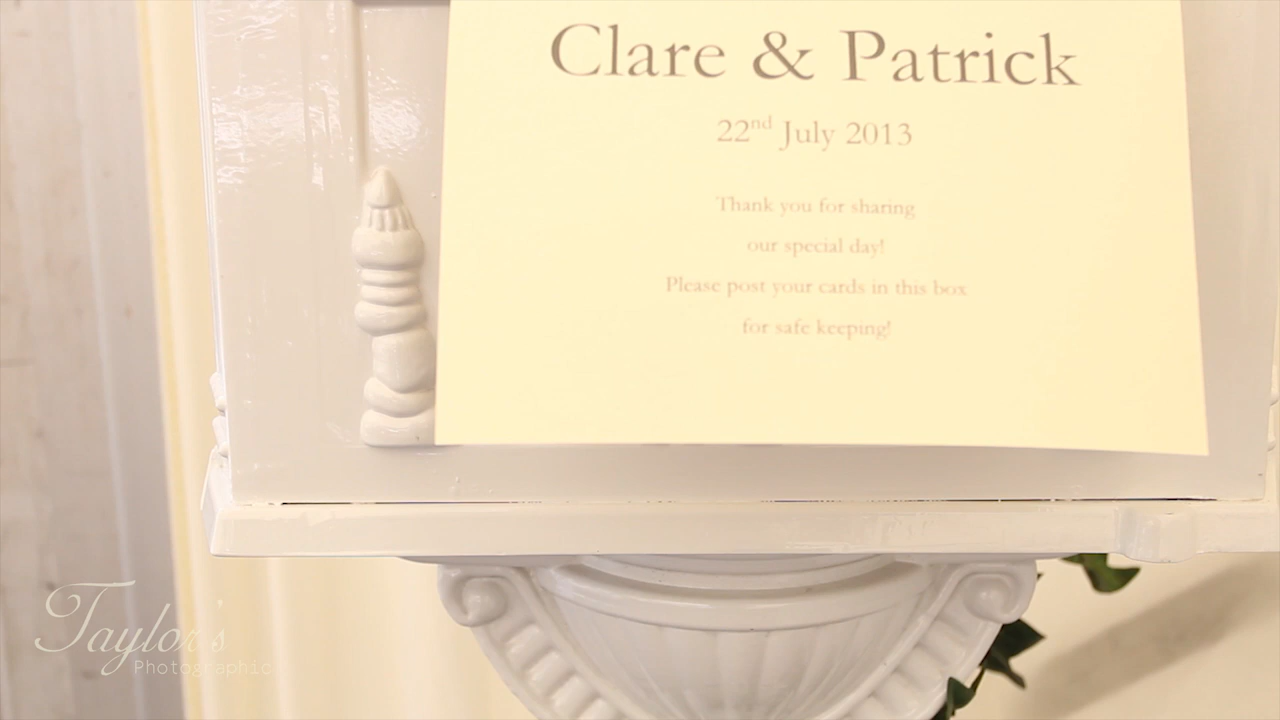 Clare & Patrick
22nd July 2013
Thank you for sharing
our special day!
Please post your cards in this box
for safe keeping!
Taylor's
Photographic